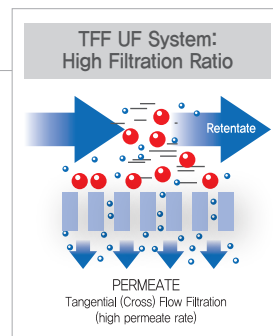 TFF UF System:
High Filtration Ratio
Retentate
PERMEATE
Tangential (Cross) Flow Filtration
(high permeate rate)